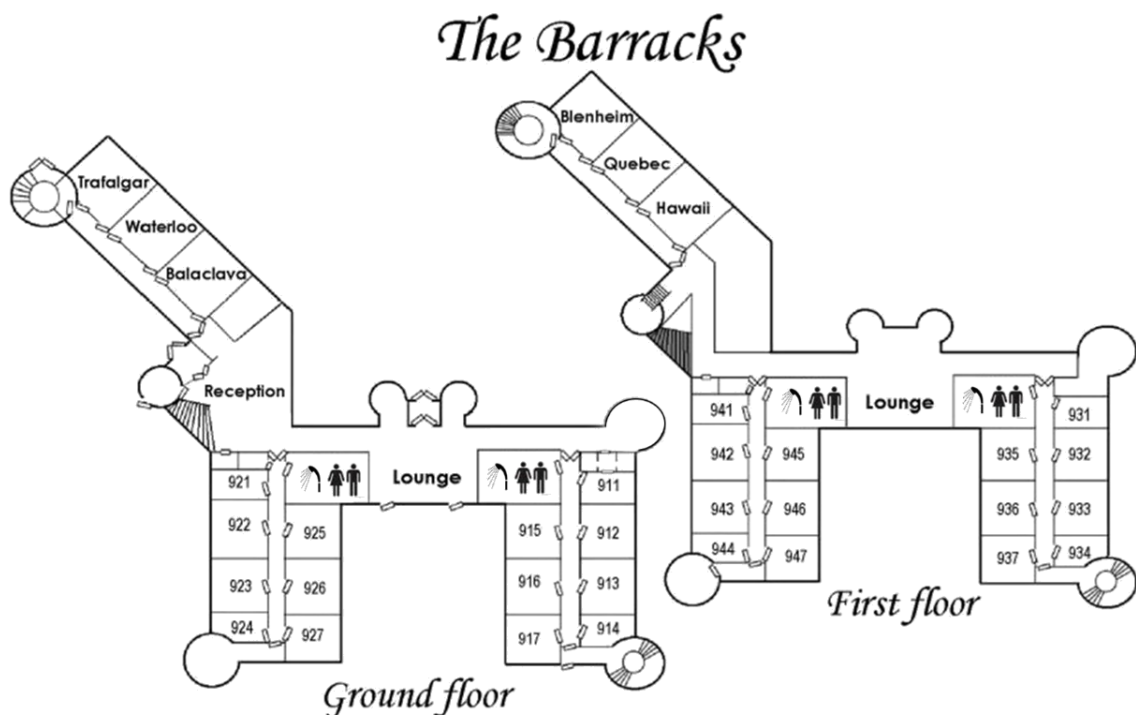 The Barracks
Blenheim
Quebec
Hawaii
Trafalgar
Waterloo
Balaclava
Reception
Lounge
921
922
923
924
925
926
927
911
912
913
914
915
916
917
Ground floor
Lounge
941
942
943
944
945
946
947
931
932
933
934
935
936
937
First floor